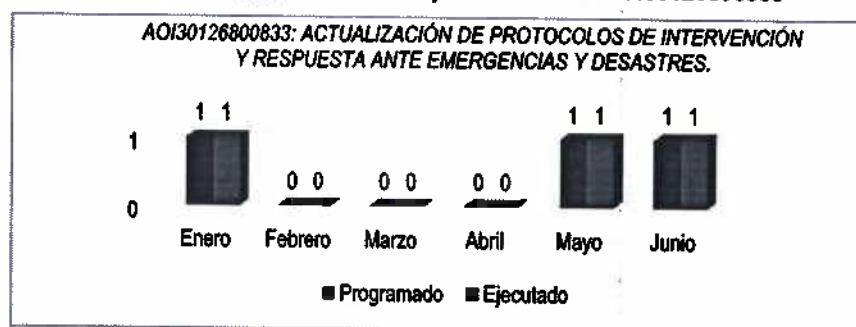 AOI30126800833: ACTUALIZACIÓN DE PROTOCOLOS DE INTERVENCIÓN
Y RESPUESTA ANTE EMERGENCIAS Y DESASTRES.
1 1 0 0 0 0 0 0 1 1 1 1
1
0
Enero Febrero Marzo Abril Mayo Junio
Programado Ejecutado